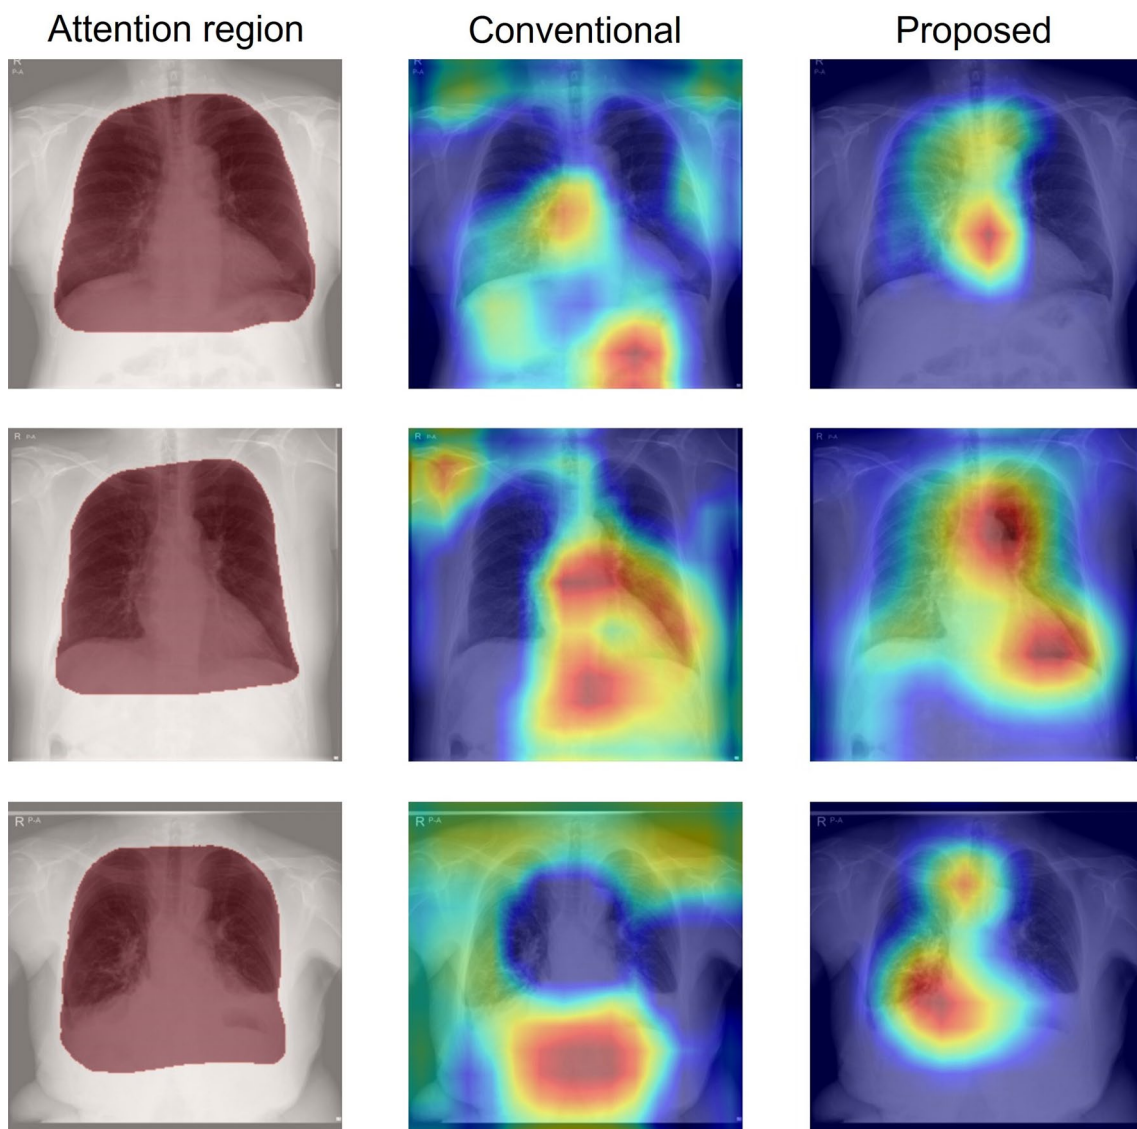 Attention region Conventional Proposed
R
P-A
P-A
R P-A
R P-A
R P-A
R P-A
R P-A
R P-A